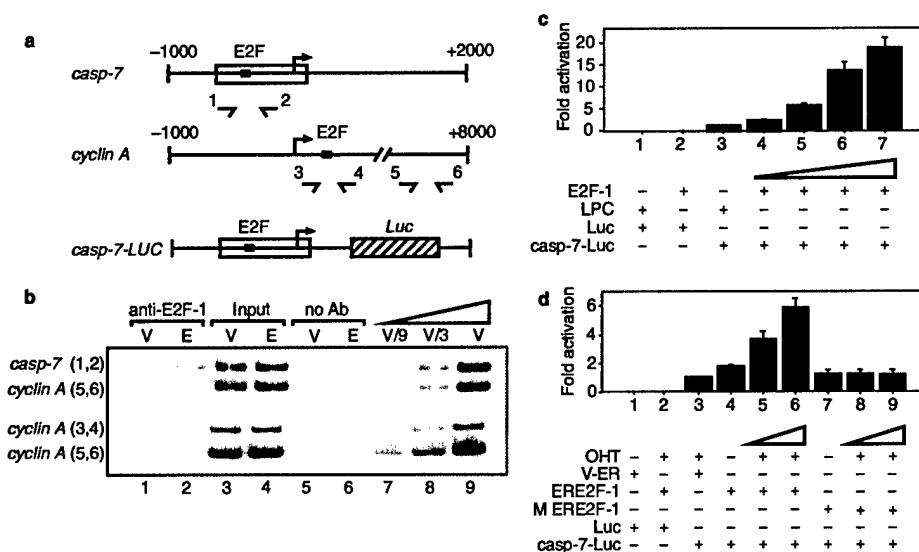 a
−1000 E2F +2000
casp-7
1 2
−1000 E2F +8000
cyclin A
3 4 5 6
E2F Luc
casp-7-LUC
b
anti-E2F-1 Input no Ab
V E V E V E V/9 V/3 V
casp-7 (1,2)
cyclin A (5,6)
cyclin A (3,4)
cyclin A (5,6)
1 2 3 4 5 6 7 8 9
c
Fold activation
20
15
10
5
0
1 2 3 4 5 6 7
E2F-1 − + − + + + +
LPC + − + − − − −
Luc + + − − − − −
casp-7-Luc − − + + + + +
d
Fold activation
6
4
2
0
1 2 3 4 5 6 7 8 9
OHT − + + − + + − + +
V-ER + − + − − − − − −
ERE2F-1 − + − + + + − − −
M ERE2F-1 − − − − − − + + +
Luc + + − − − − − − −
casp-7-Luc − − + + + + + + +